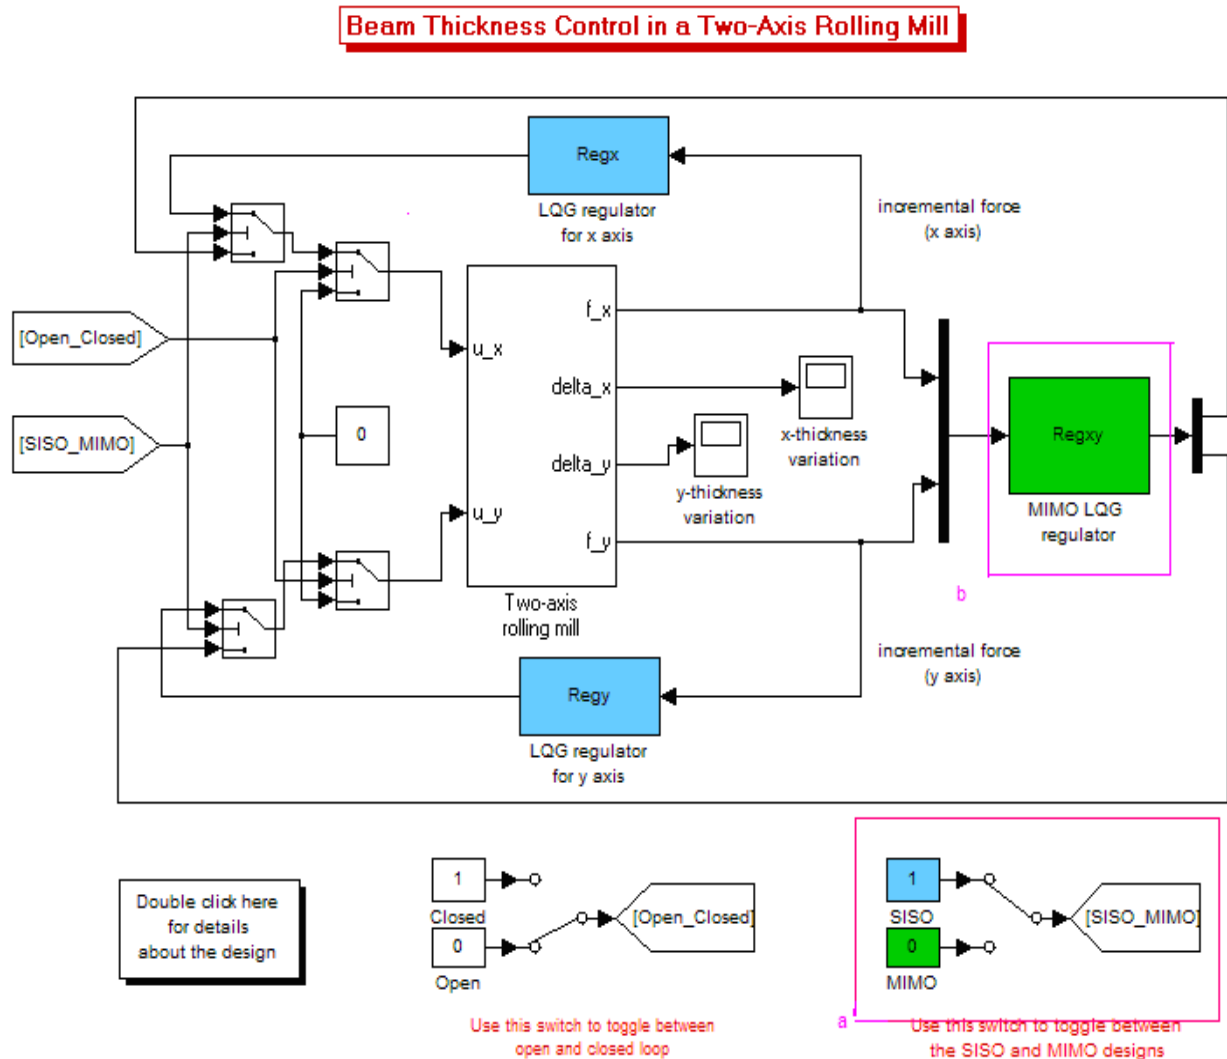 Beam Thickness Control in a Two-Axis Rolling Mill
Regx
LQG regulator
for x axis
incremental force
(x axis)
[Open_Closed]
[SISO_MIMO]
0
u_x
u_y
f_x
delta_x
delta_y
f_y
Two-axis
rolling mill
x-thickness
variation
y-thickness
variation
Regxy
MIMO LQG
regulator
b
incremental force
(y axis)
Regy
LQG regulator
for y axis
Double click here
for details
about the design
1
Closed
0
Open
[Open_Closed]
Use this switch to toggle between
open and closed loop
1
SISO
0
MIMO
[SISO_MIMO]
a
Use this switch to toggle between
the SISO and MIMO designs